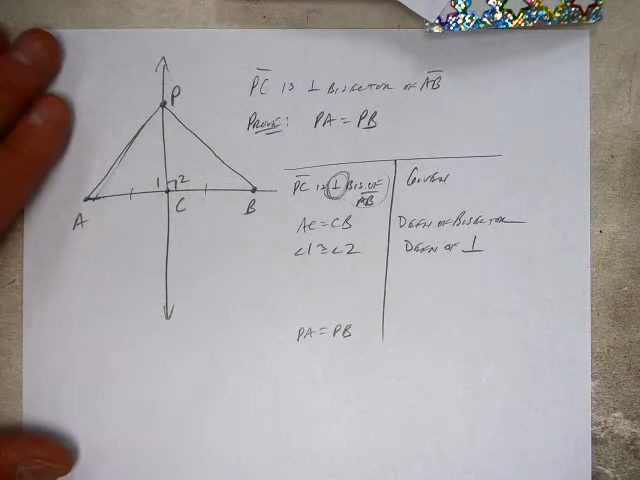 PC IS ⊥ BISECTOR OF AB
PROVE: PA = PB
P
1 2
A C B
PC IS ⊥ BIS. OF AB GIVEN
AC = CB DEFN OF BISECTOR
<1 ≅ <2 DEFN OF ⊥
PA = PB